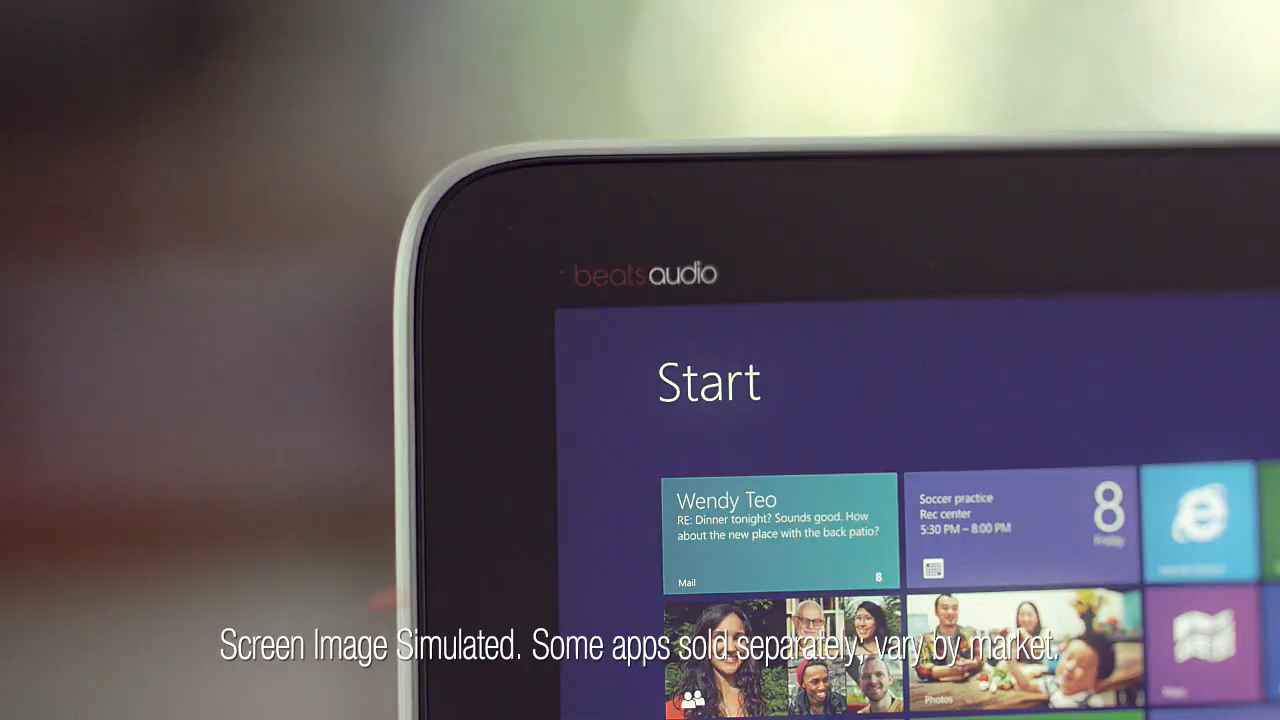 beatsaudio
Start
Wendy Teo
RE: Dinner tonight? Sounds good. How
about the new place with the back patio?
Mail
8
Soccer practice
Rec center
5:30 PM – 8:00 PM
8
Friday
Photos
Screen Image Simulated. Some apps sold separately; vary by market.